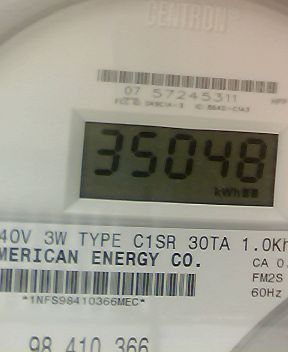 CENTRON®
07 57245311
35048
kWh
40V 3W TYPE C1SR 30TA 1.0Kh
MERICAN ENERGY CO.
CA 0.
FM2S
60Hz
*1NFS98410366MEC*
98 410 366